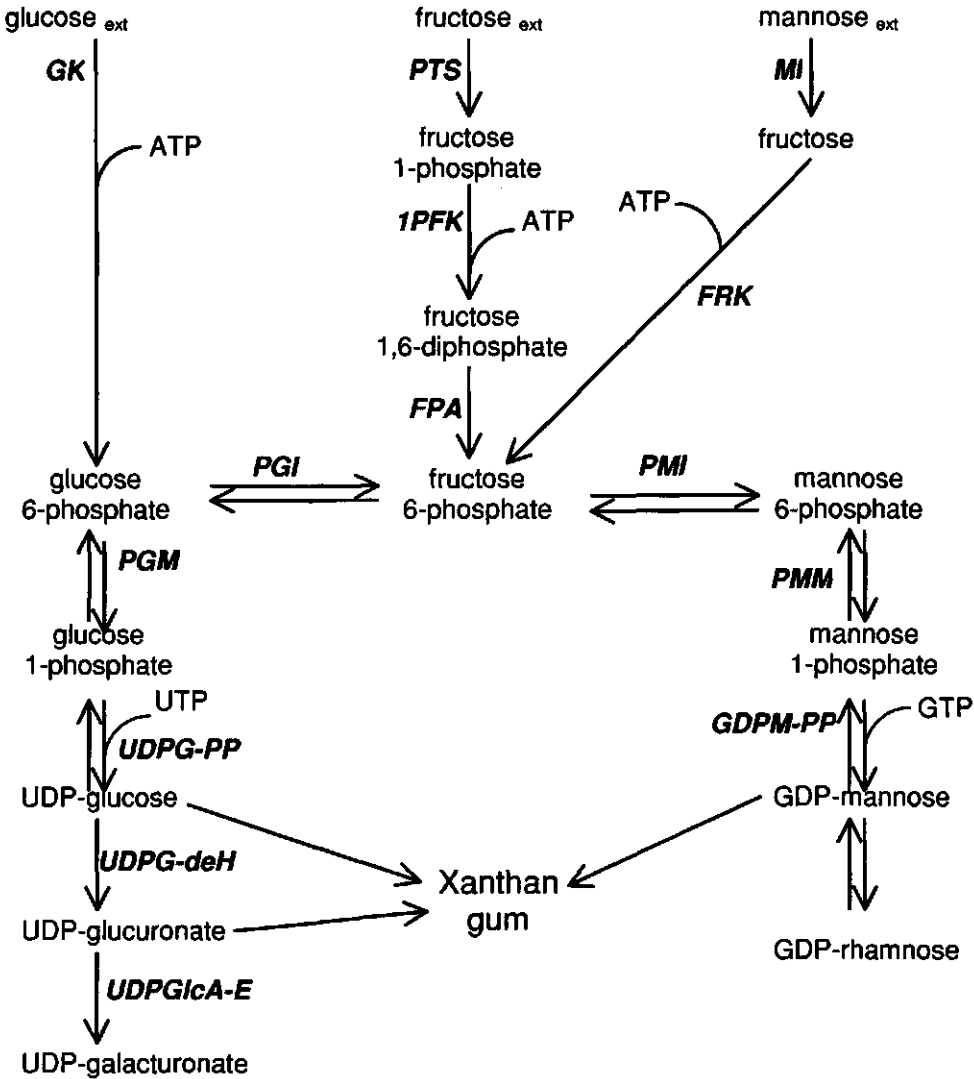 glucose ext
fructose ext
mannose ext
GK
PTS
MI
ATP
fructose
1-phosphate
fructose
1PFK
ATP
ATP
FRK
fructose
1,6-diphosphate
FPA
glucose
6-phosphate
PGI
fructose
6-phosphate
PMI
mannose
6-phosphate
PGM
PMM
glucose
1-phosphate
mannose
1-phosphate
UTP
UDPG-PP
GDPM-PP
GTP
UDP-glucose
GDP-mannose
UDPG-deH
Xanthan
gum
UDP-glucuronate
GDP-rhamnose
UDPGlcA-E
UDP-galacturonate